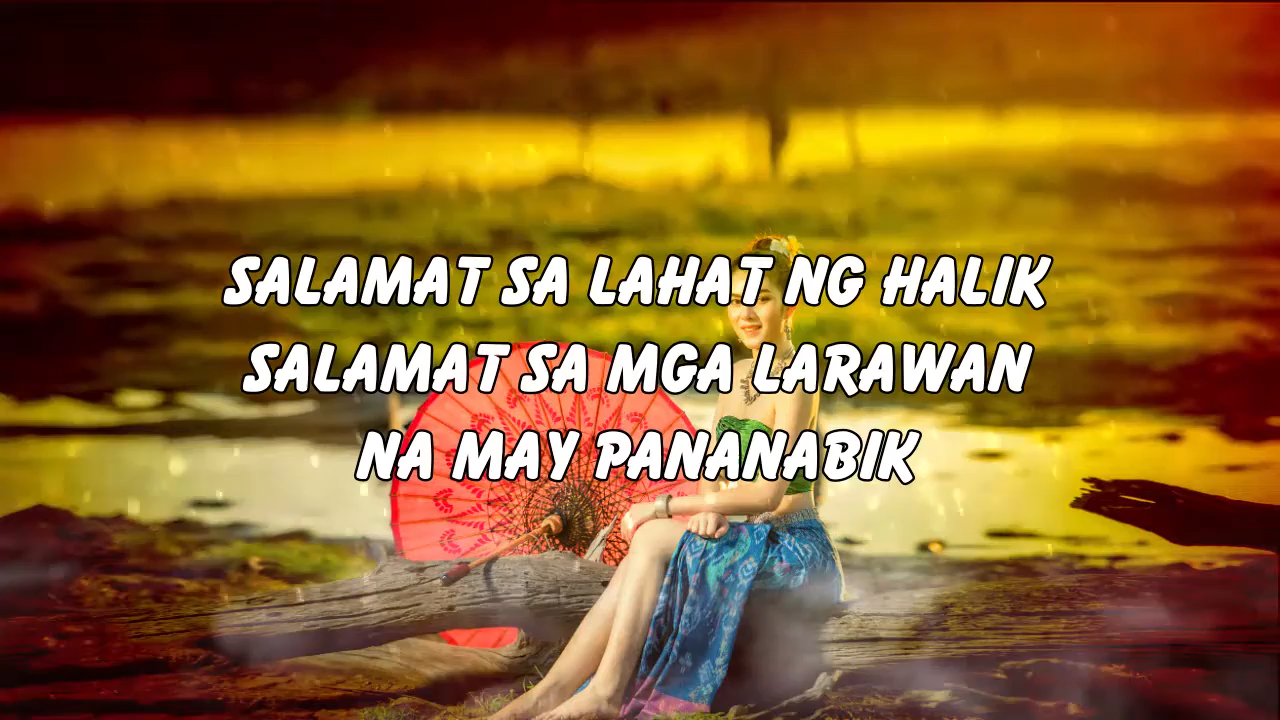 SALAMAT SA LAHAT NG HALIK
SALAMAT SA MGA LARAWAN
NA MAY PANANABIK